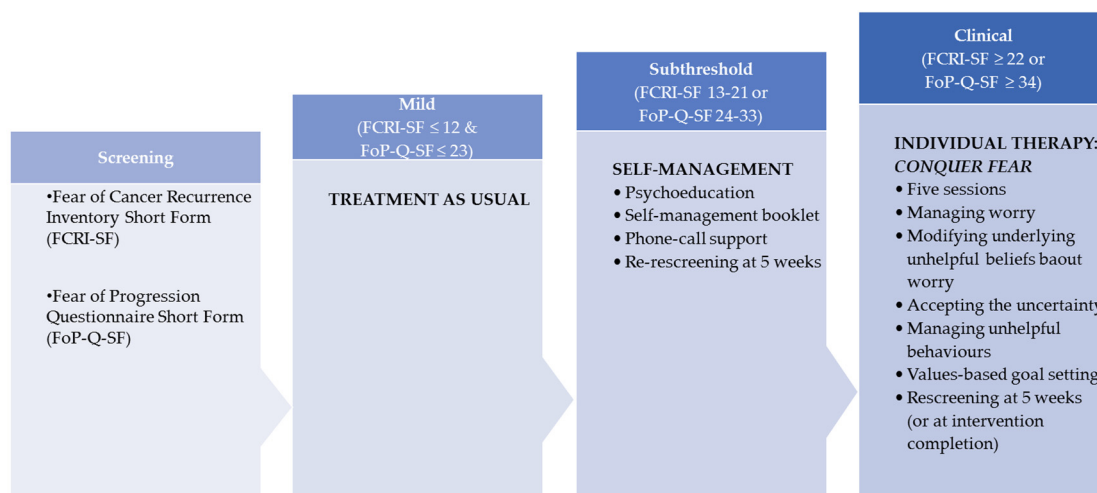 Screening
•Fear of Cancer Recurrence
Inventory Short Form
(FCRI-SF)
•Fear of Progression
Questionnaire Short Form
(FoP-Q-SF)
Mild
(FCRI-SF ≤ 12 &
FoP-Q-SF ≤ 23)
TREATMENT AS USUAL
Subthreshold
(FCRI-SF 13-21 or
FoP-Q-SF 24-33)
SELF-MANAGEMENT
• Psychoeducation
• Self-management booklet
• Phone-call support
• Re-rescreening at 5 weeks
Clinical
(FCRI-SF ≥ 22 or
FoP-Q-SF ≥ 34)
INDIVIDUAL THERAPY:
CONQUER FEAR
• Five sessions
• Managing worry
• Modifying underlying
unhelpful beliefs baout
worry
• Accepting the uncertainty
• Managing unhelpful
behaviours
• Values-based goal setting
• Rescreening at 5 weeks
(or at intervention
completion)